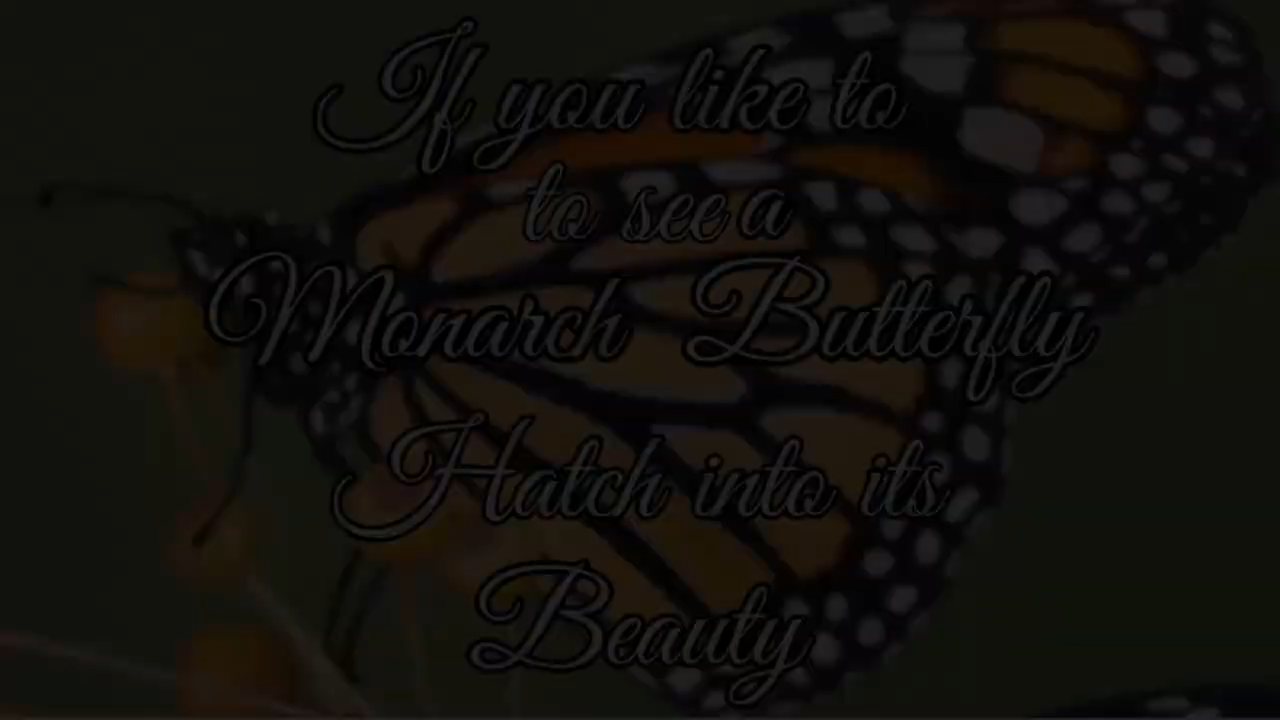 If you like to
to see a
Monarch Butterfly
Hatch into its
Beauty